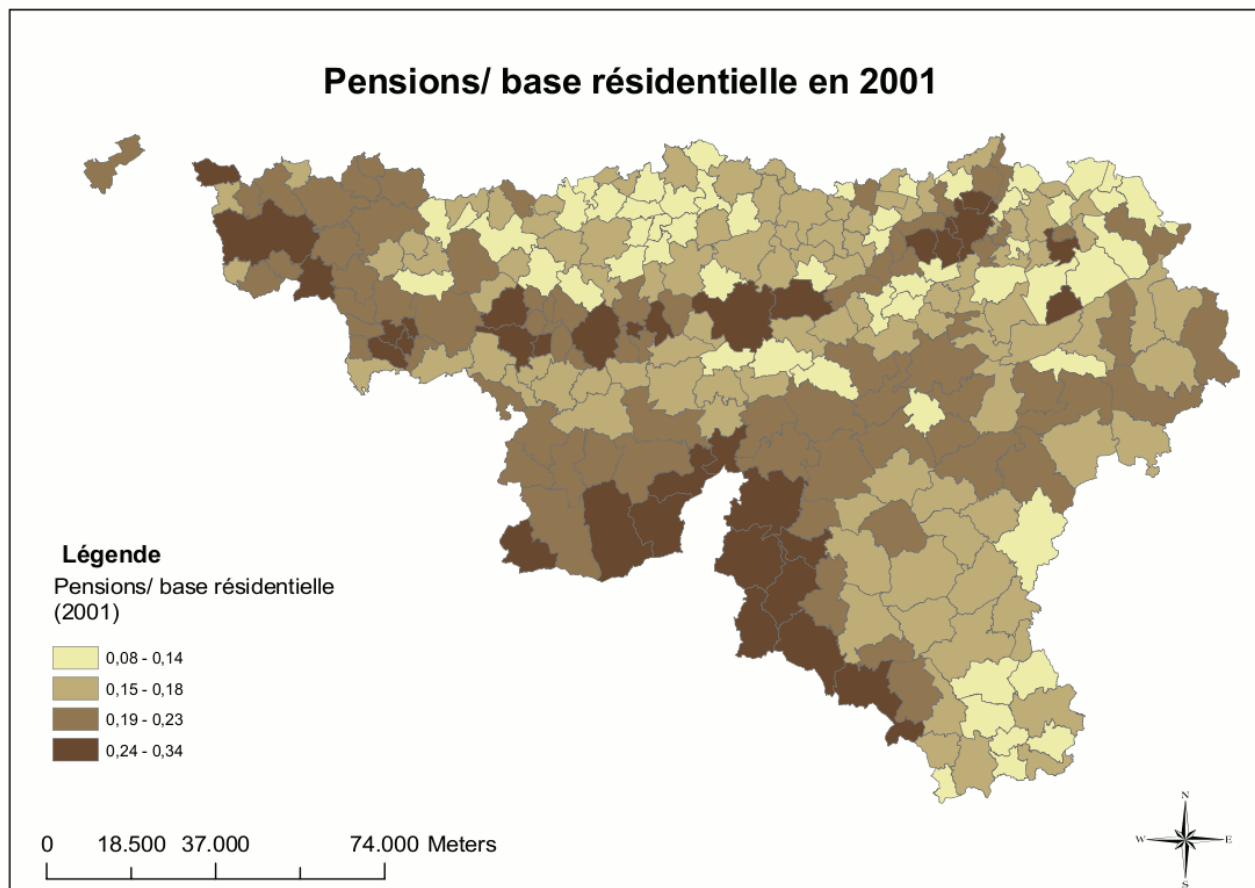 Pensions/ base résidentielle en 2001
Légende
Pensions/ base résidentielle
(2001)
0,08 - 0,14
0,15 - 0,18
0,19 - 0,23
0,24 - 0,34
0 18.500 37.000 74.000 Meters
N
W E
S